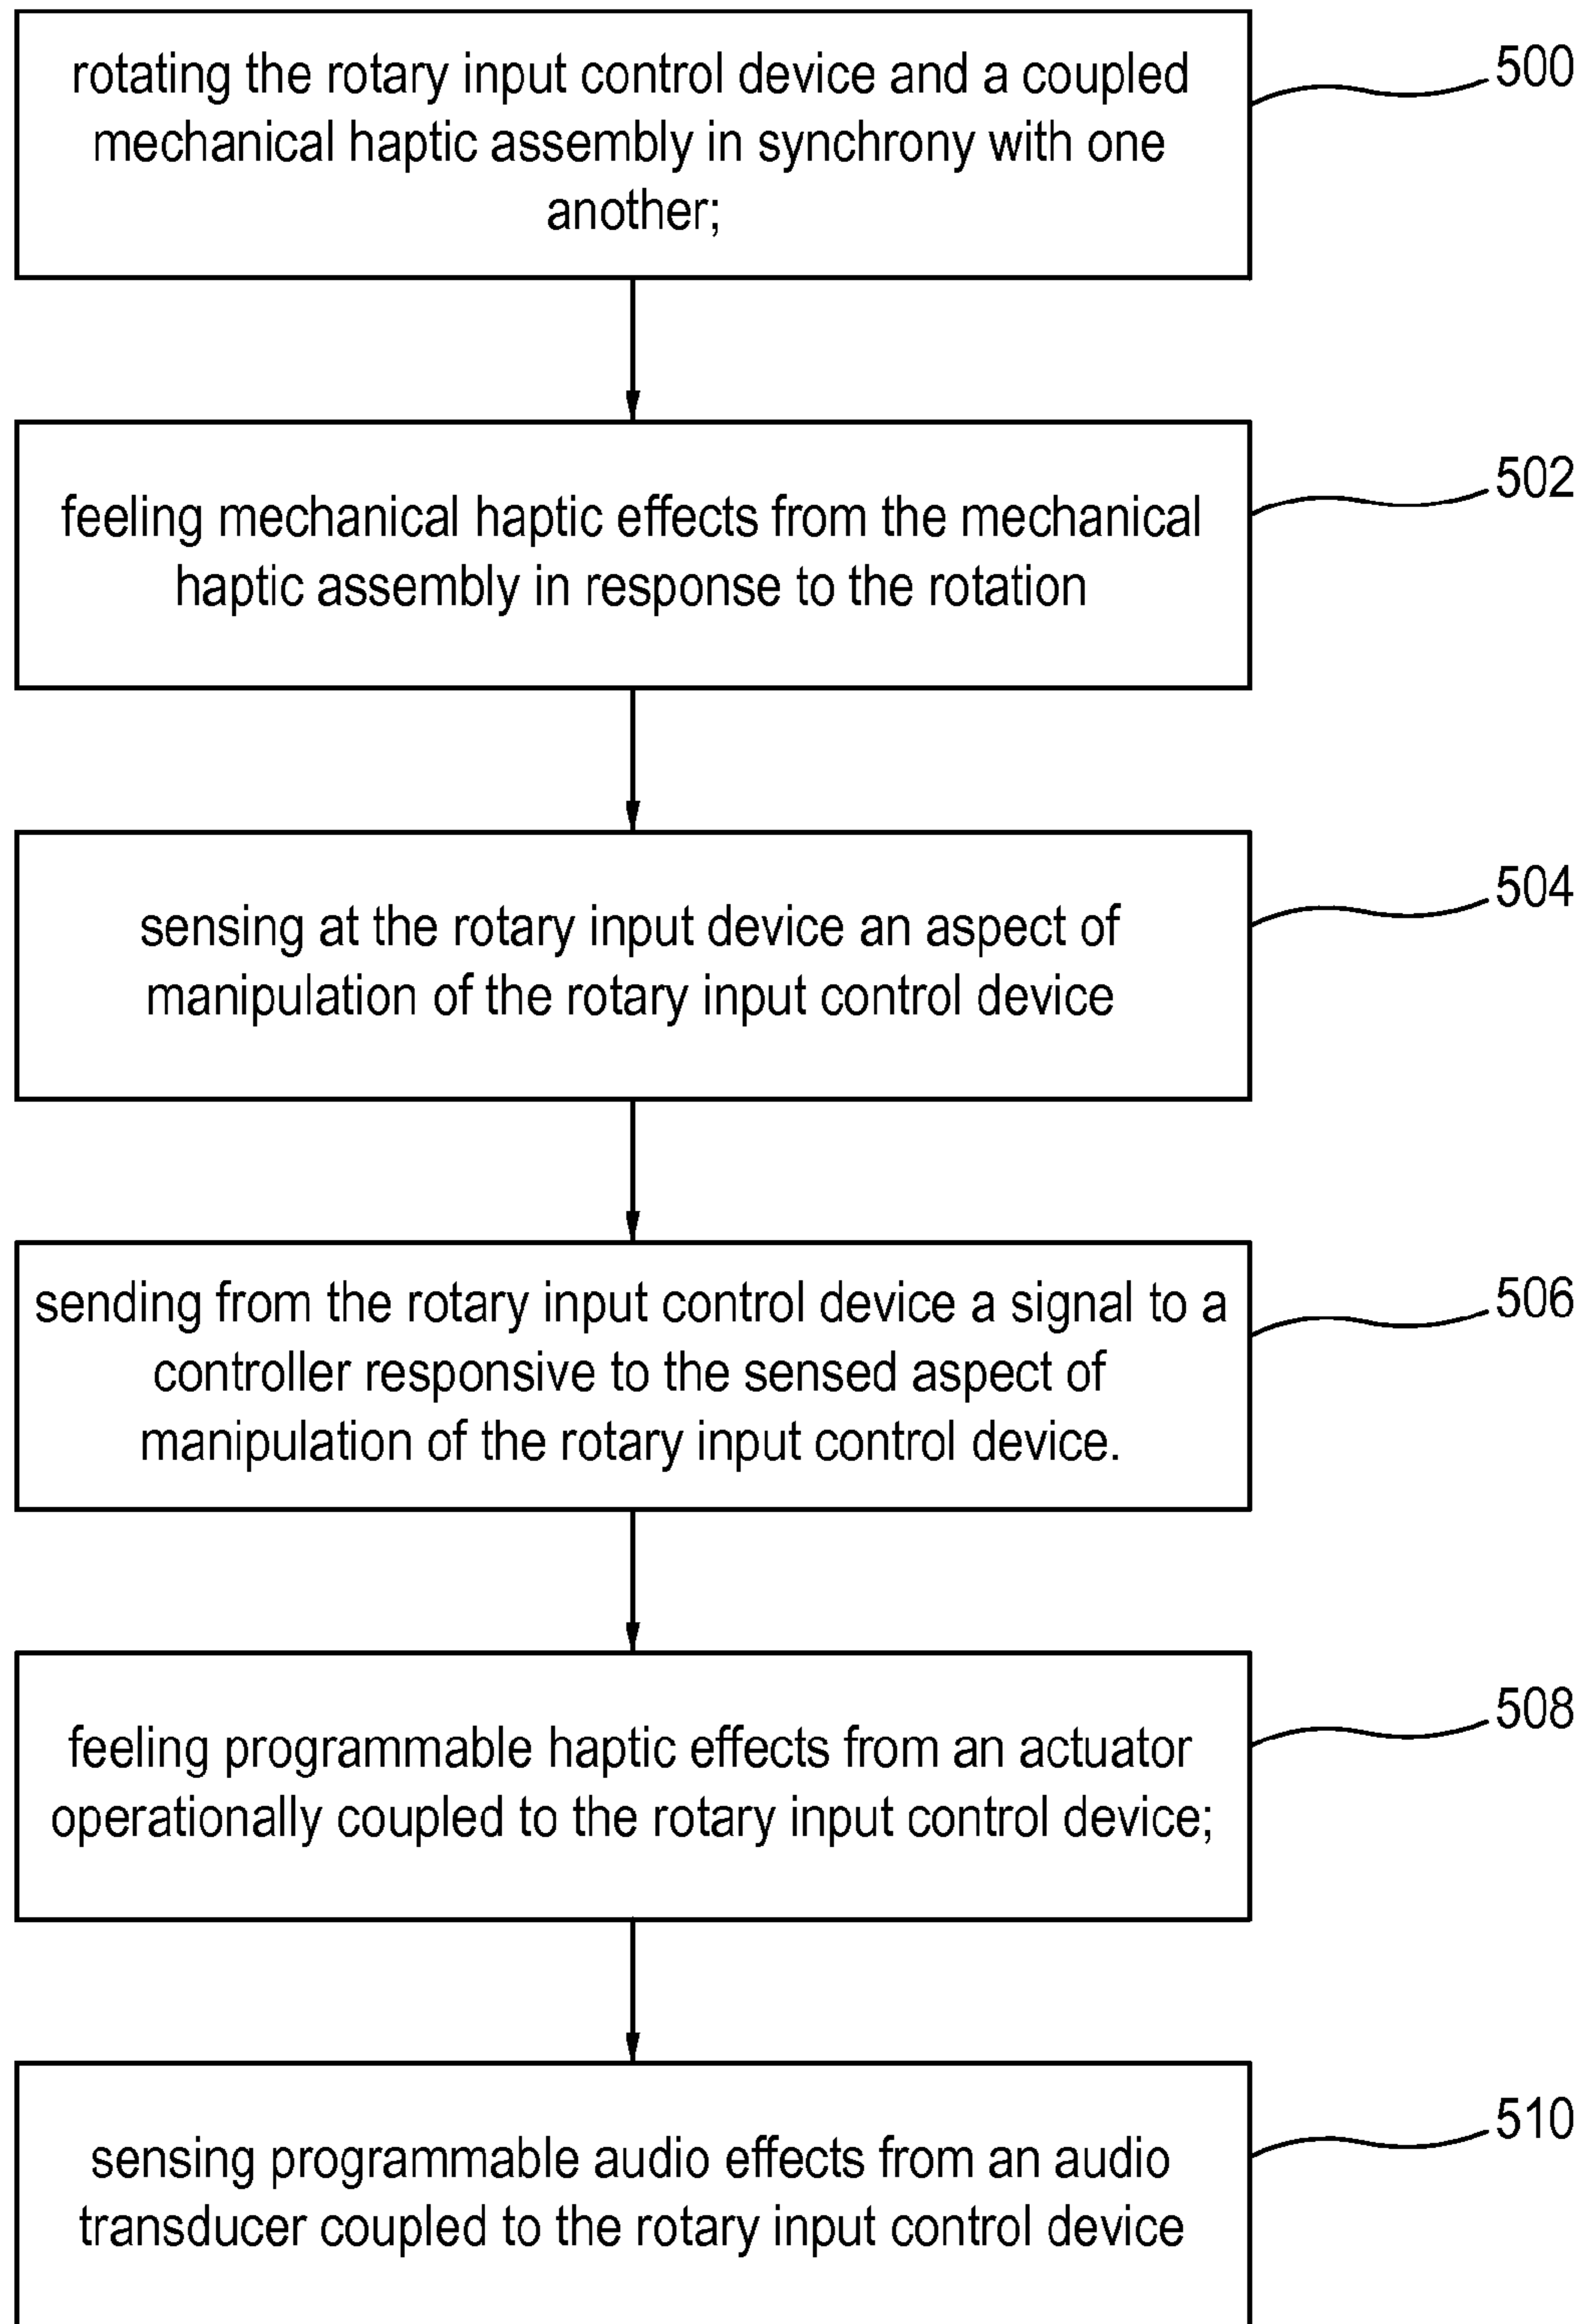 rotating the rotary input control device and a coupled
mechanical haptic assembly in synchrony with one
another;
500
feeling mechanical haptic effects from the mechanical
haptic assembly in response to the rotation
502
sensing at the rotary input device an aspect of
manipulation of the rotary input control device
504
sending from the rotary input control device a signal to a
controller responsive to the sensed aspect of
manipulation of the rotary input control device.
506
feeling programmable haptic effects from an actuator
operationally coupled to the rotary input control device;
508
sensing programmable audio effects from an audio
transducer coupled to the rotary input control device
510